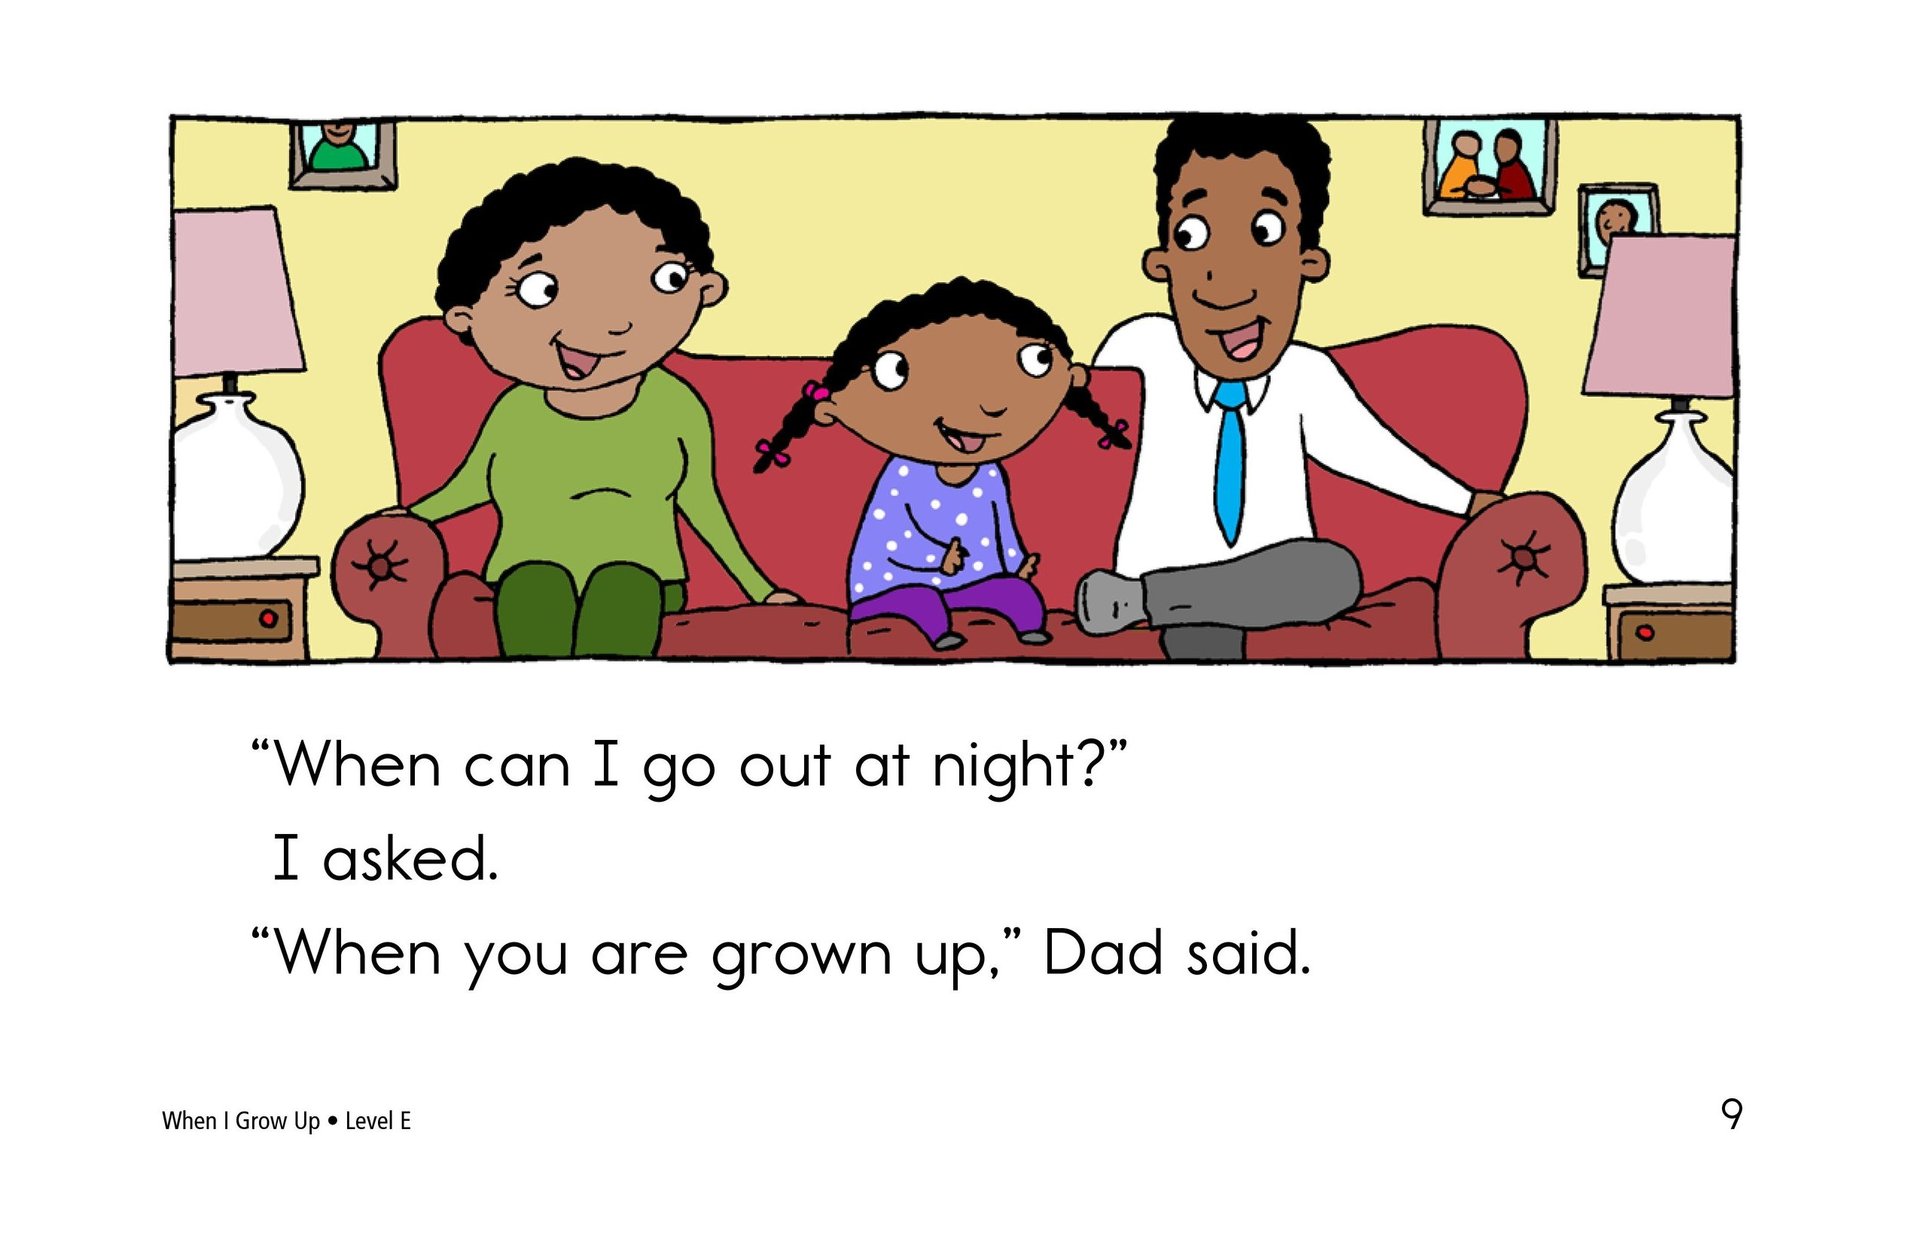 “When can I go out at night?”
I asked.
“When you are grown up,” Dad said.
When I Grow Up • Level E
9